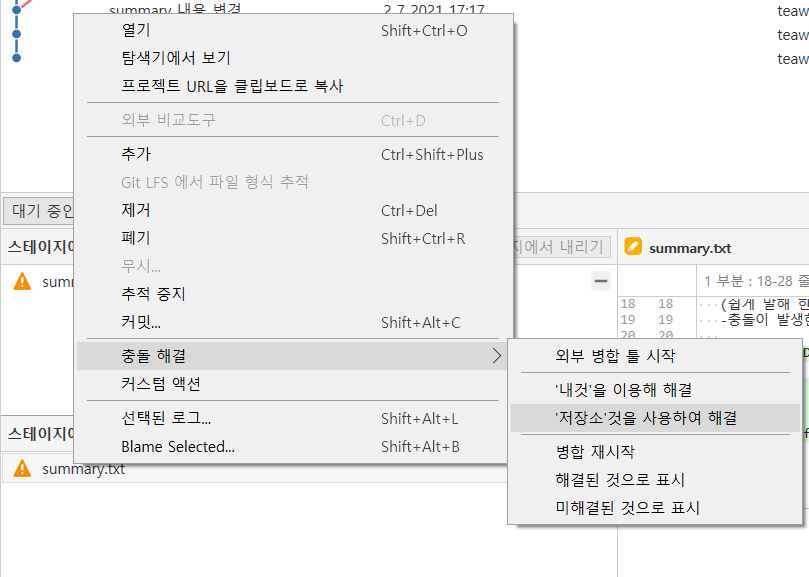 summary 내용 변경 2 7 2021 17:17 teaw
teaw
teaw
열기 Shift+Ctrl+O
탐색기에서 보기
프로젝트 URL을 클립보드로 복사
외부 비교도구 Ctrl+D
추가 Ctrl+Shift+Plus
Git LFS 에서 파일 형식 추적
제거 Ctrl+Del
폐기 Shift+Ctrl+R
무시...
추적 중지
커밋... Shift+Alt+C
충돌 해결
커스텀 액션
선택된 로그... Shift+Alt+L
Blame Selected... Shift+Alt+B
외부 병합 툴 시작
'내것'을 이용해 해결
'저장소'것을 사용하여 해결
병합 재시작
해결된 것으로 표시
미해결된 것으로 표시
대기 중인
스테이지에
지에서 내리기
summ
summary.txt
1 부분 : 18-28 줄
18 18 (쉽게 말해 한
19 19 -충돌이 발생한
20 20
스테이지에
summary.txt